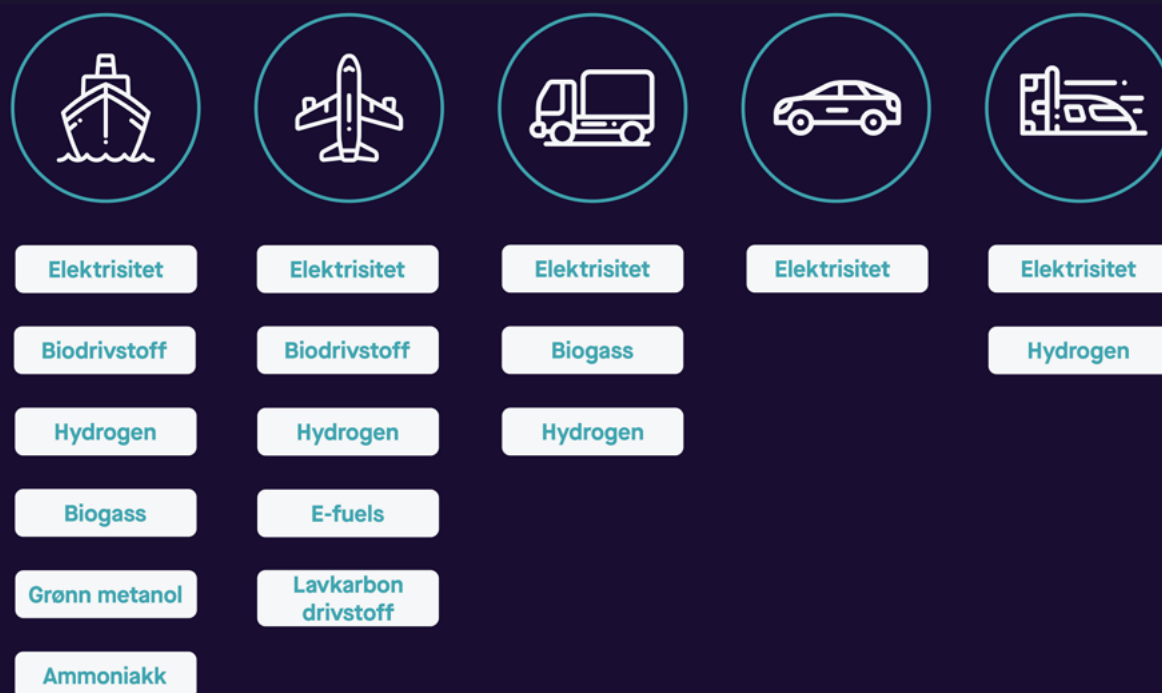 Elektrisitet
Biodrivstoff
Hydrogen
Biogass
Grønn metanol
Ammoniakk
Elektrisitet
Biodrivstoff
Hydrogen
E-fuels
Lavkarbon
drivstoff
Elektrisitet
Biogass
Hydrogen
Elektrisitet
Elektrisitet
Hydrogen